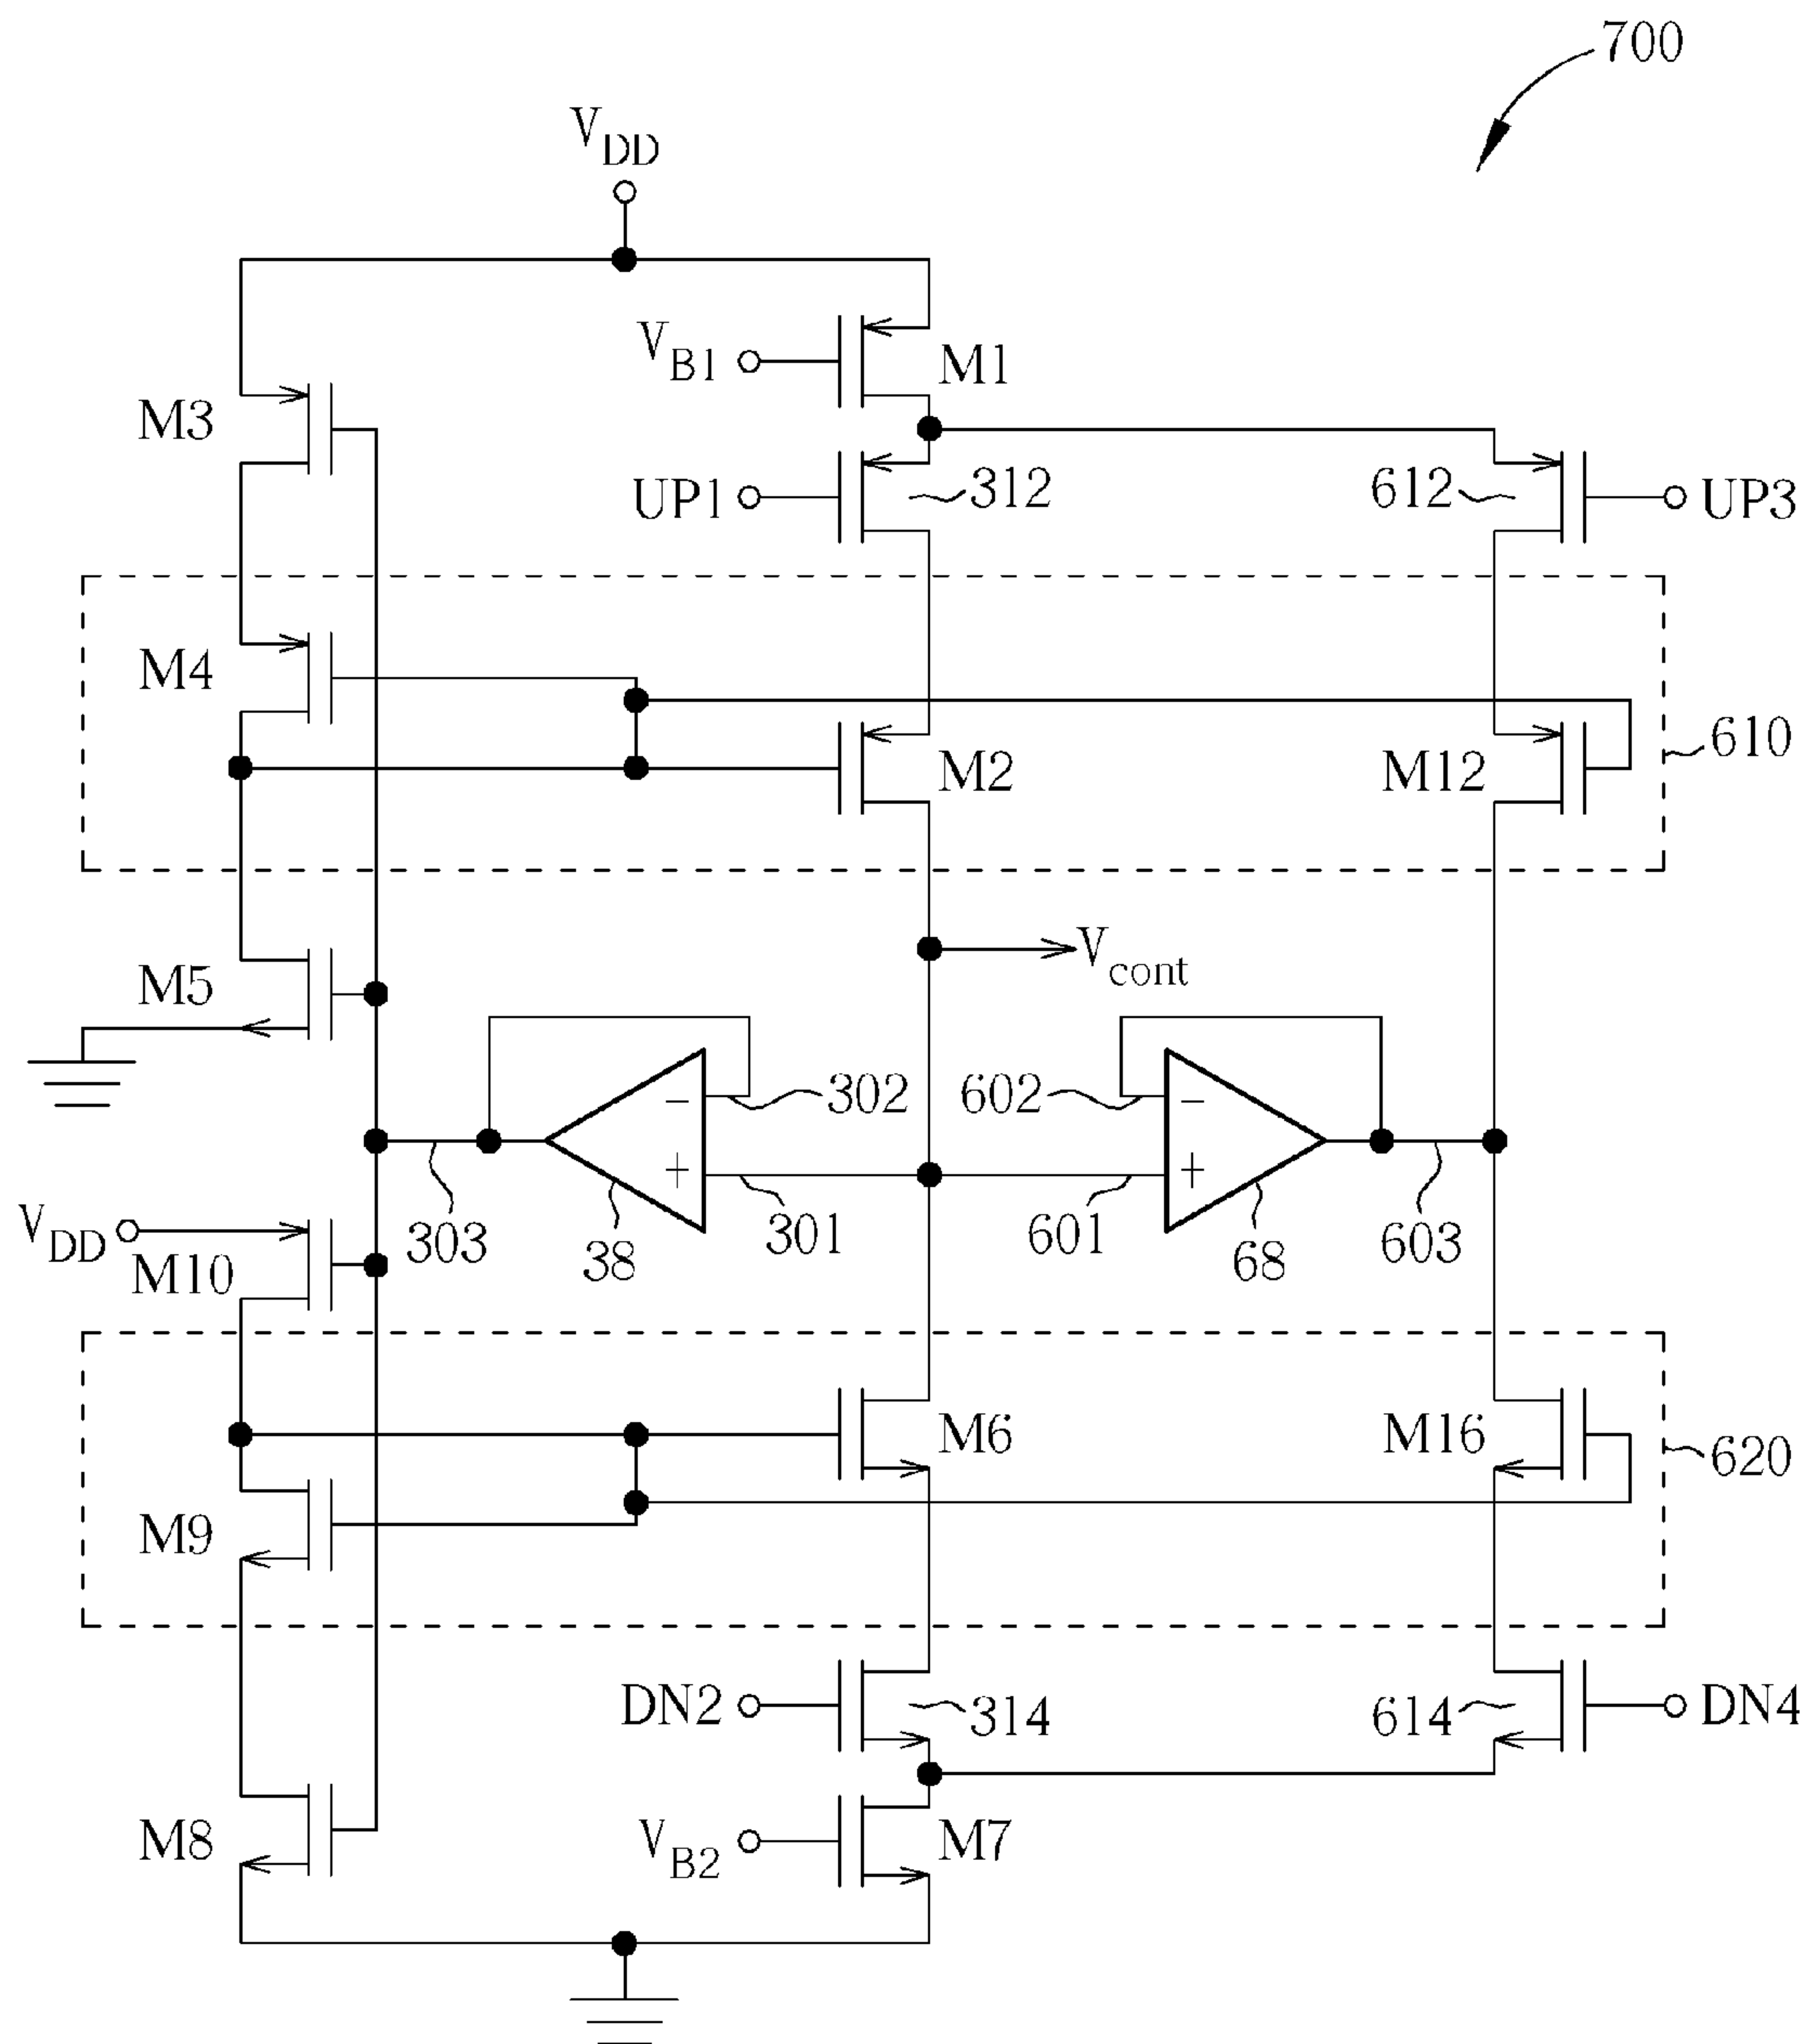 700
VDD
VB1
M1
M3
UP1
312
612
UP3
M4
M2
M12
610
Vcont
M5
−
302
602
−
+
+
VDD
M10
303
38
301
601
68
603
M6
M16
620
M9
DN2
314
614
DN4
M8
VB2
M7